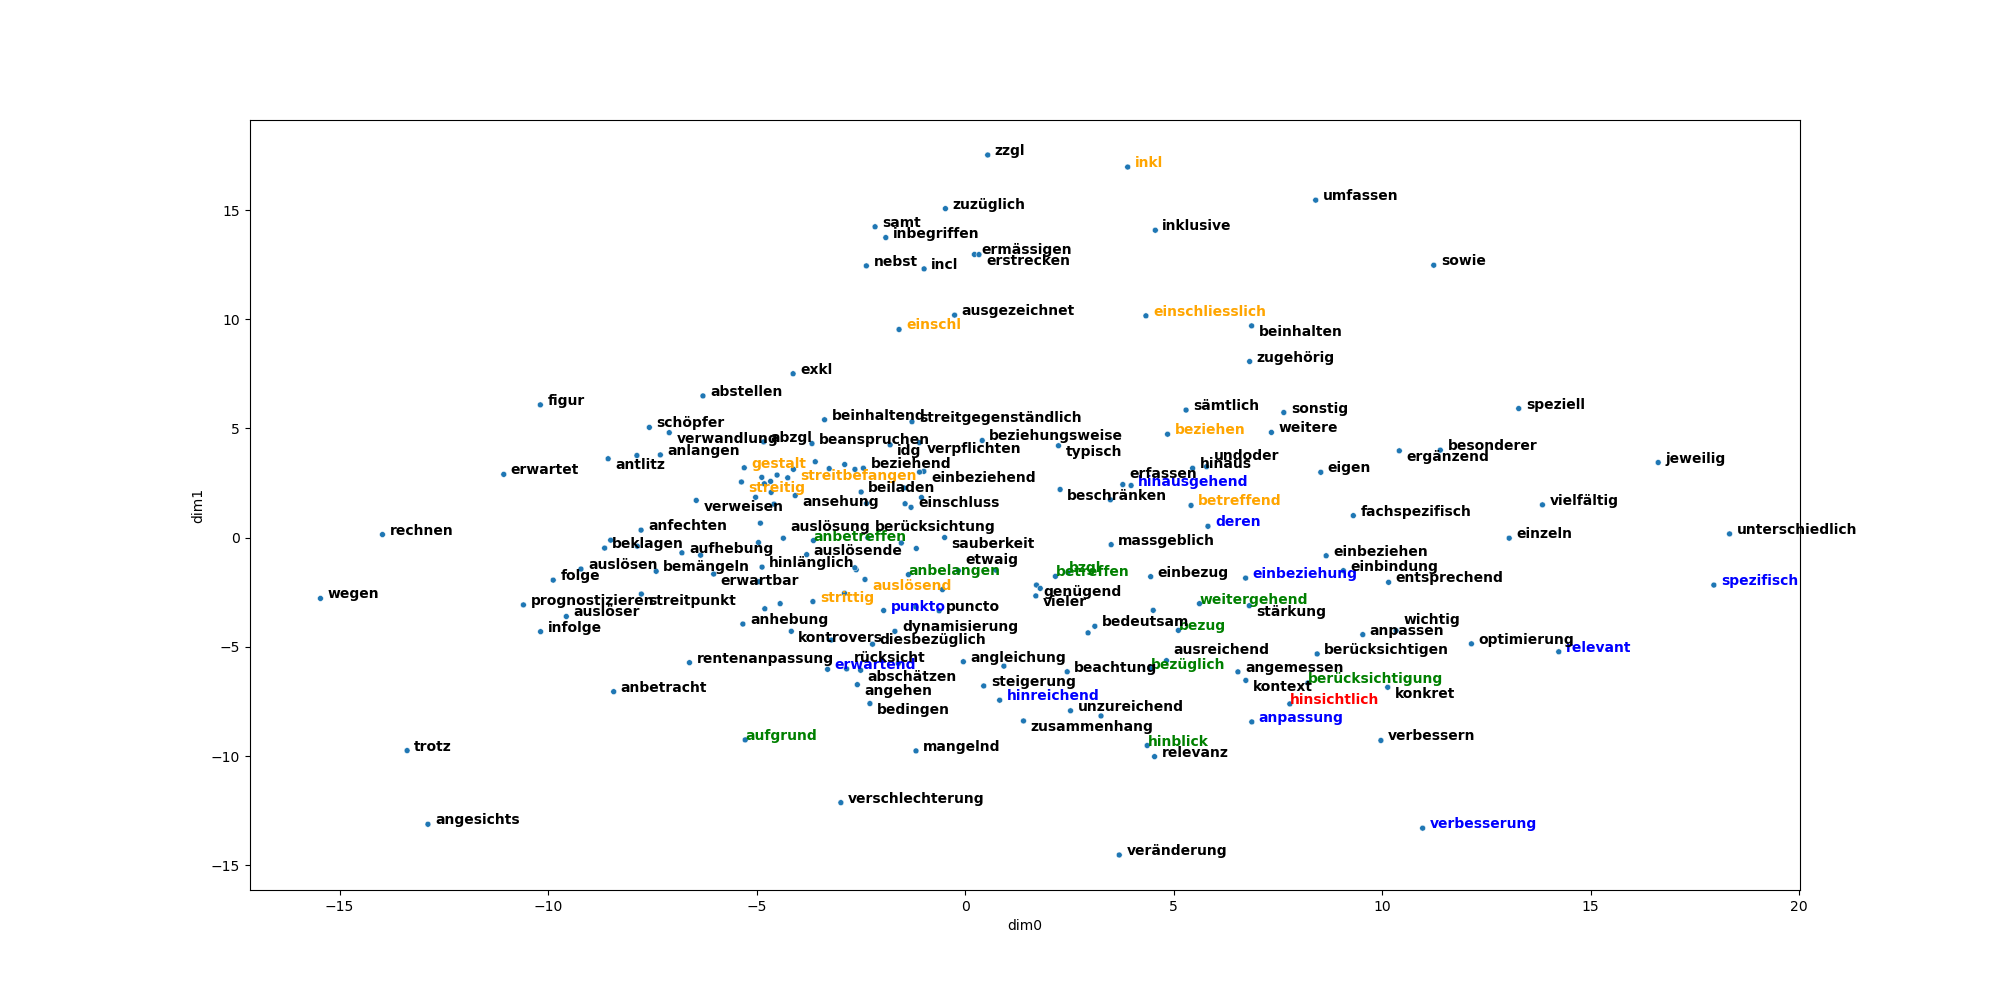 zzgl
inkl
umfassen
zuzüglich
samt
inbegriffen
inklusive
ermässigen
erstrecken
nebst
incl
sowie
ausgezeichnet
einschliesslich
einschl
beinhalten
zugehörig
exkl
abstellen
figur
sämtlich
sonstig
speziell
beinhaltend
streitgegenständlich
schöpfer
beziehen
weitere
verwandlung
abzgl
beanspruchen
beziehungsweise
idg
verpflichten
typisch
besonderer
ergänzend
anlangen
undoder
jeweilig
antlitz
gestalt
beziehend
hinaus
erwartet
streitbefangen
einbeziehend
erfassen
eigen
hinausgehend
streitig
beiladen
beschränken
verweisen
ansehung
einschluss
betreffend
vielfältig
fachspezifisch
deren
rechnen
anfechten
auslösung
berücksichtung
anbetreffen
einzeln
unterschiedlich
beklagen
aufhebung
auslösende
sauberkeit
massgeblich
einbeziehen
auslösen
bemängeln
hinlänglich
etwaig
bzgl
einbindung
folge
erwartbar
anbelangen
betreffen
einbezug
einbeziehung
entsprechend
spezifisch
auslösend
genügend
wegen
prognostizieren
streitpunkt
strittig
punkto
puncto
vieler
weitergehend
stärkung
auslöser
anhebung
bedeutsam
bezug
wichtig
infolge
dynamisierung
anpassen
kontrovers
diesbezüglich
ausreichend
berücksichtigen
optimierung
relevant
rentenanpassung
rücksicht
erwartend
angleichung
beachtung
bezüglich
angemessen
abschätzen
steigerung
kontext
berücksichtigung
anbetracht
angehen
hinreichend
konkret
hinsichtlich
bedingen
unzureichend
anpassung
zusammenhang
aufgrund
hinblick
verbessern
trotz
mangelnd
relevanz
verschlechterung
angesichts
verbesserung
veränderung
15
10
5
0
−5
−10
−15
dim1
−15 −10 −5 0 5 10 15 20
dim0